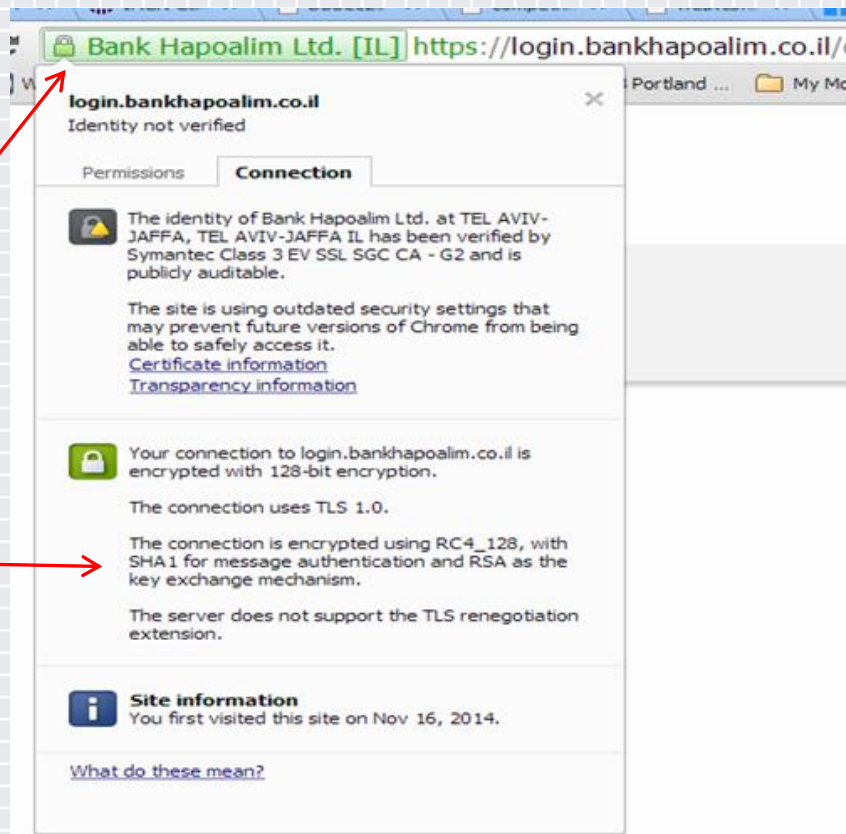 Bank Hapoalim Ltd. [IL] https://login.bankhapoalim.co.il/
Portland ... My Mo
login.bankhapoalim.co.il
Identity not verified
Permissions Connection
The identity of Bank Hapoalim Ltd. at TEL AVIV-
JAFFA, TEL AVIV-JAFFA IL has been verified by
Symantec Class 3 EV SSL SGC CA - G2 and is
publicly auditable.
The site is using outdated security settings that
may prevent future versions of Chrome from being
able to safely access it.
Certificate information
Transparency information
Your connection to login.bankhapoalim.co.il is
encrypted with 128-bit encryption.
The connection uses TLS 1.0.
The connection is encrypted using RC4_128, with
SHA1 for message authentication and RSA as the
key exchange mechanism.
The server does not support the TLS renegotiation
extension.
Site information
You first visited this site on Nov 16, 2014.
What do these mean?